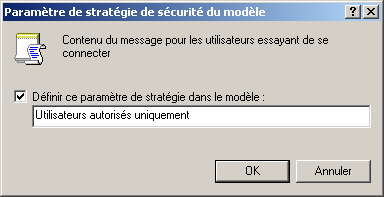 Paramètre de stratégie de sécurité du modèle
Contenu du message pour les utilisateurs essayant de se
connecter
Définir ce paramètre de stratégie dans le modèle :
Utilisateurs autorisés uniquement
OK
Annuler